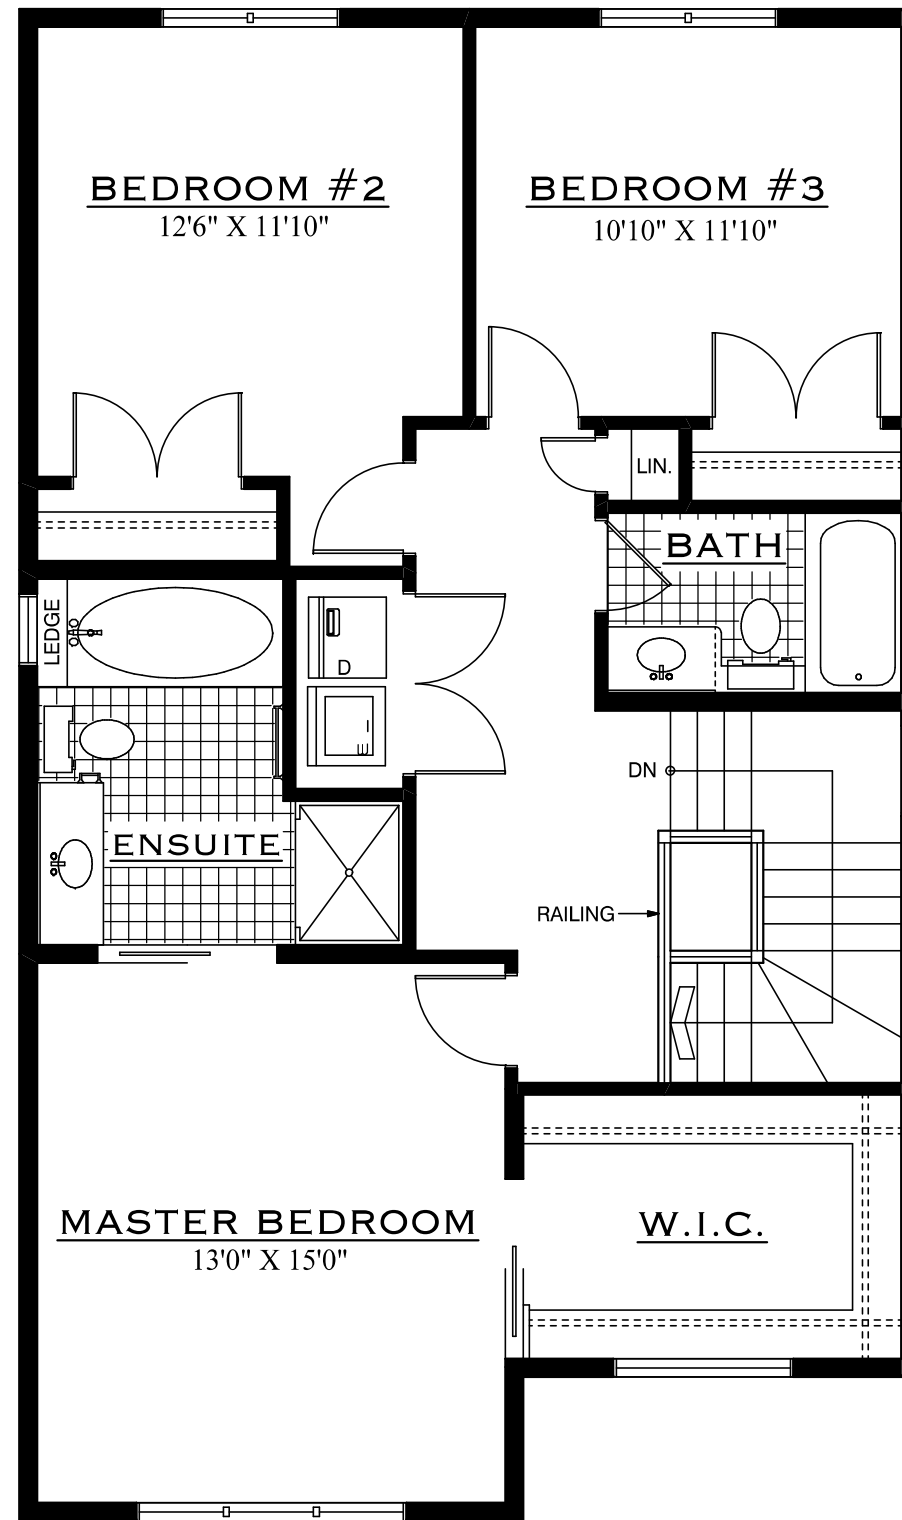 BEDROOM #2
12'6" X 11'10"
BEDROOM #3
10'10" X 11'10"
LIN.
BATH
LEDGE
D
W
DN
ENSUITE
RAILING
MASTER BEDROOM
13'0" X 15'0"
W.I.C.